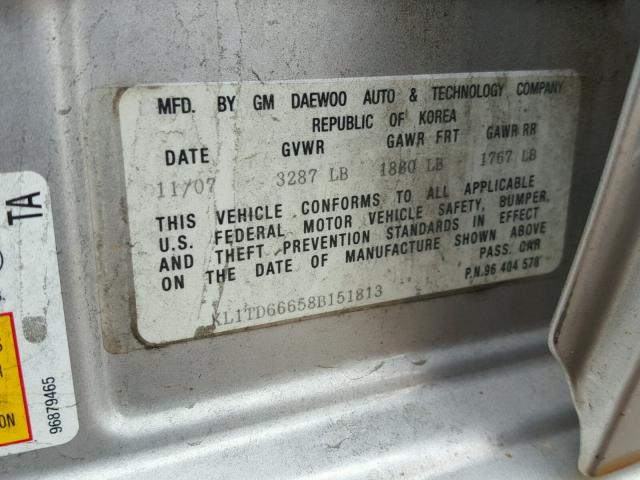 MFD. BY GM DAEWOO AUTO & TECHNOLOGY COMPANY
REPUBLIC OF KOREA
DATE GVWR GAWR FRT GAWR RR
11/07 3287 LB 1880 LB 1767 LB
THIS VEHICLE CONFORMS TO ALL APPLICABLE
U.S. FEDERAL MOTOR VEHICLE SAFETY, BUMPER,
AND THEFT PREVENTION STANDARDS IN EFFECT
ON THE DATE OF MANUFACTURE SHOWN ABOVE
PASS. CAR
P.N.96 404 578
KL1TD66658B151813
TA
96879465
ON